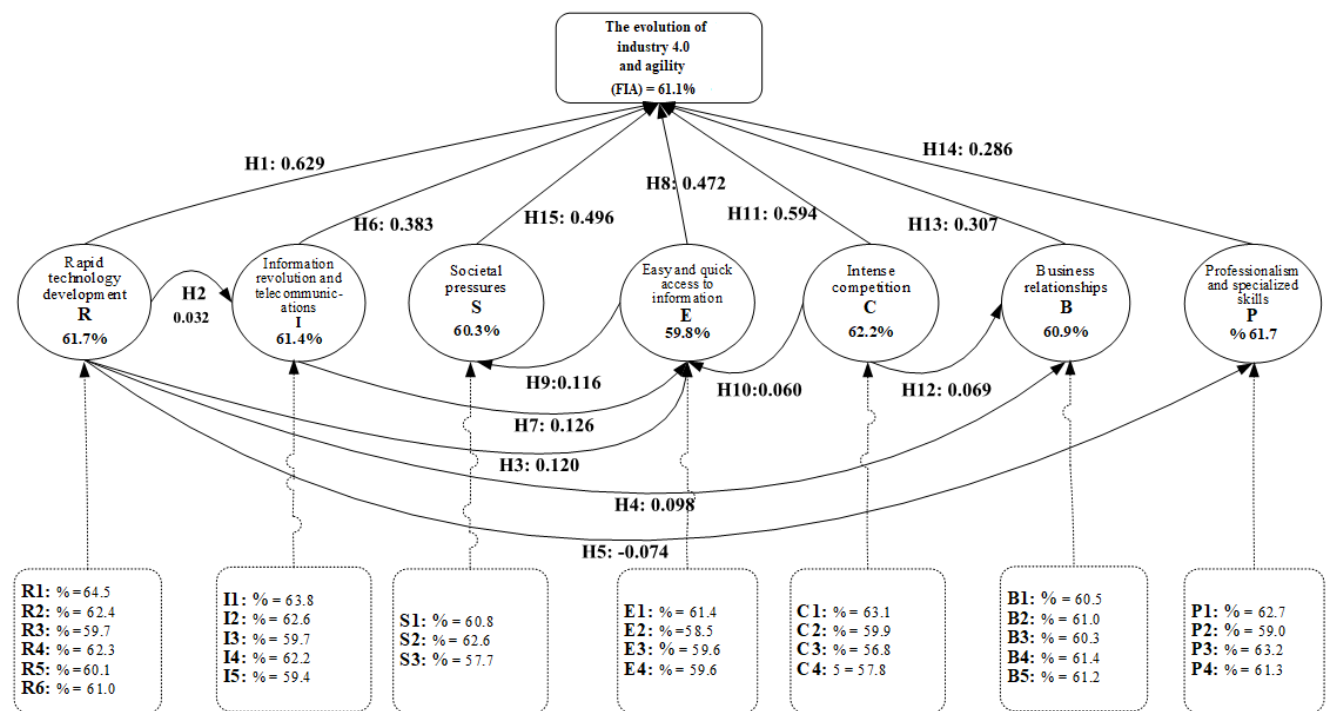 The evolution of
industry 4.0
and agility
(FIA) = 61.1%
H1: 0.629
H6: 0.383
H15: 0.496
H8: 0.472
H11: 0.594
H13: 0.307
H14: 0.286
Rapid
technology
development
R
61.7%
H2
0.032
Information
revolution and
telecommunic-
ations
I
61.4%
Societal
pressures
S
60.3%
Easy and quick
access to
information
E
59.8%
Intense
competition
C
62.2%
Business
relationships
B
60.9%
Professionalism
and specialized
skills
P
% 61.7
H9:0.116
H10:0.060
H12: 0.069
H7: 0.126
H3: 0.120
H4: 0.098
H5: -0.074
R1: % =64.5
R2: % = 62.4
R3: % = 59.7
R4: % = 62.3
R5: % =60.1
R6: % = 61.0
I1: % = 63.8
I2: % = 62.6
I3: % = 59.7
I4: % = 62.2
I5: % = 59.4
S1: % = 60.8
S2: % = 62.6
S3: % = 57.7
E1: % = 61.4
E2: %=58.5
E3: % = 59.6
E4: % = 59.6
C1: % = 63.1
C2: % = 59.9
C3: % = 56.8
C4: 5 = 57.8
B1: % = 60.5
B2: % = 61.0
B3: % = 60.3
B4: % = 61.4
B5: % = 61.2
P1: % = 62.7
P2: % = 59.0
P3: % = 63.2
P4: % = 61.3